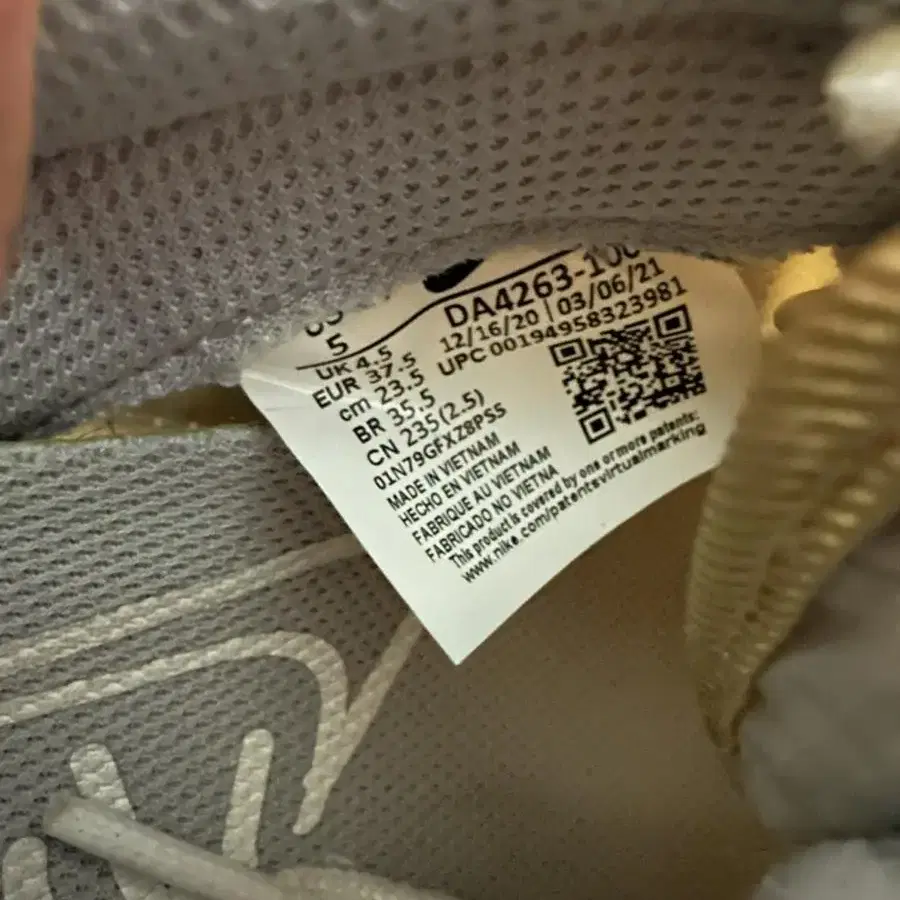 5
UK 4.5
EUR 37.5
cm 23.5
BR 35.5
CN 235(2.5)
DA4263-100
12/16/20 | 03/06/21
UPC 00194958323981
01N79GFXZ8PSS
MADE IN VIETNAM
HECHO EN VIETNAM
FABRIQUE AU VIETNAM
FABRICADO NO VIETNA
This product is covered by one or more patents:
www.nike.com/patentsvirtualmarking